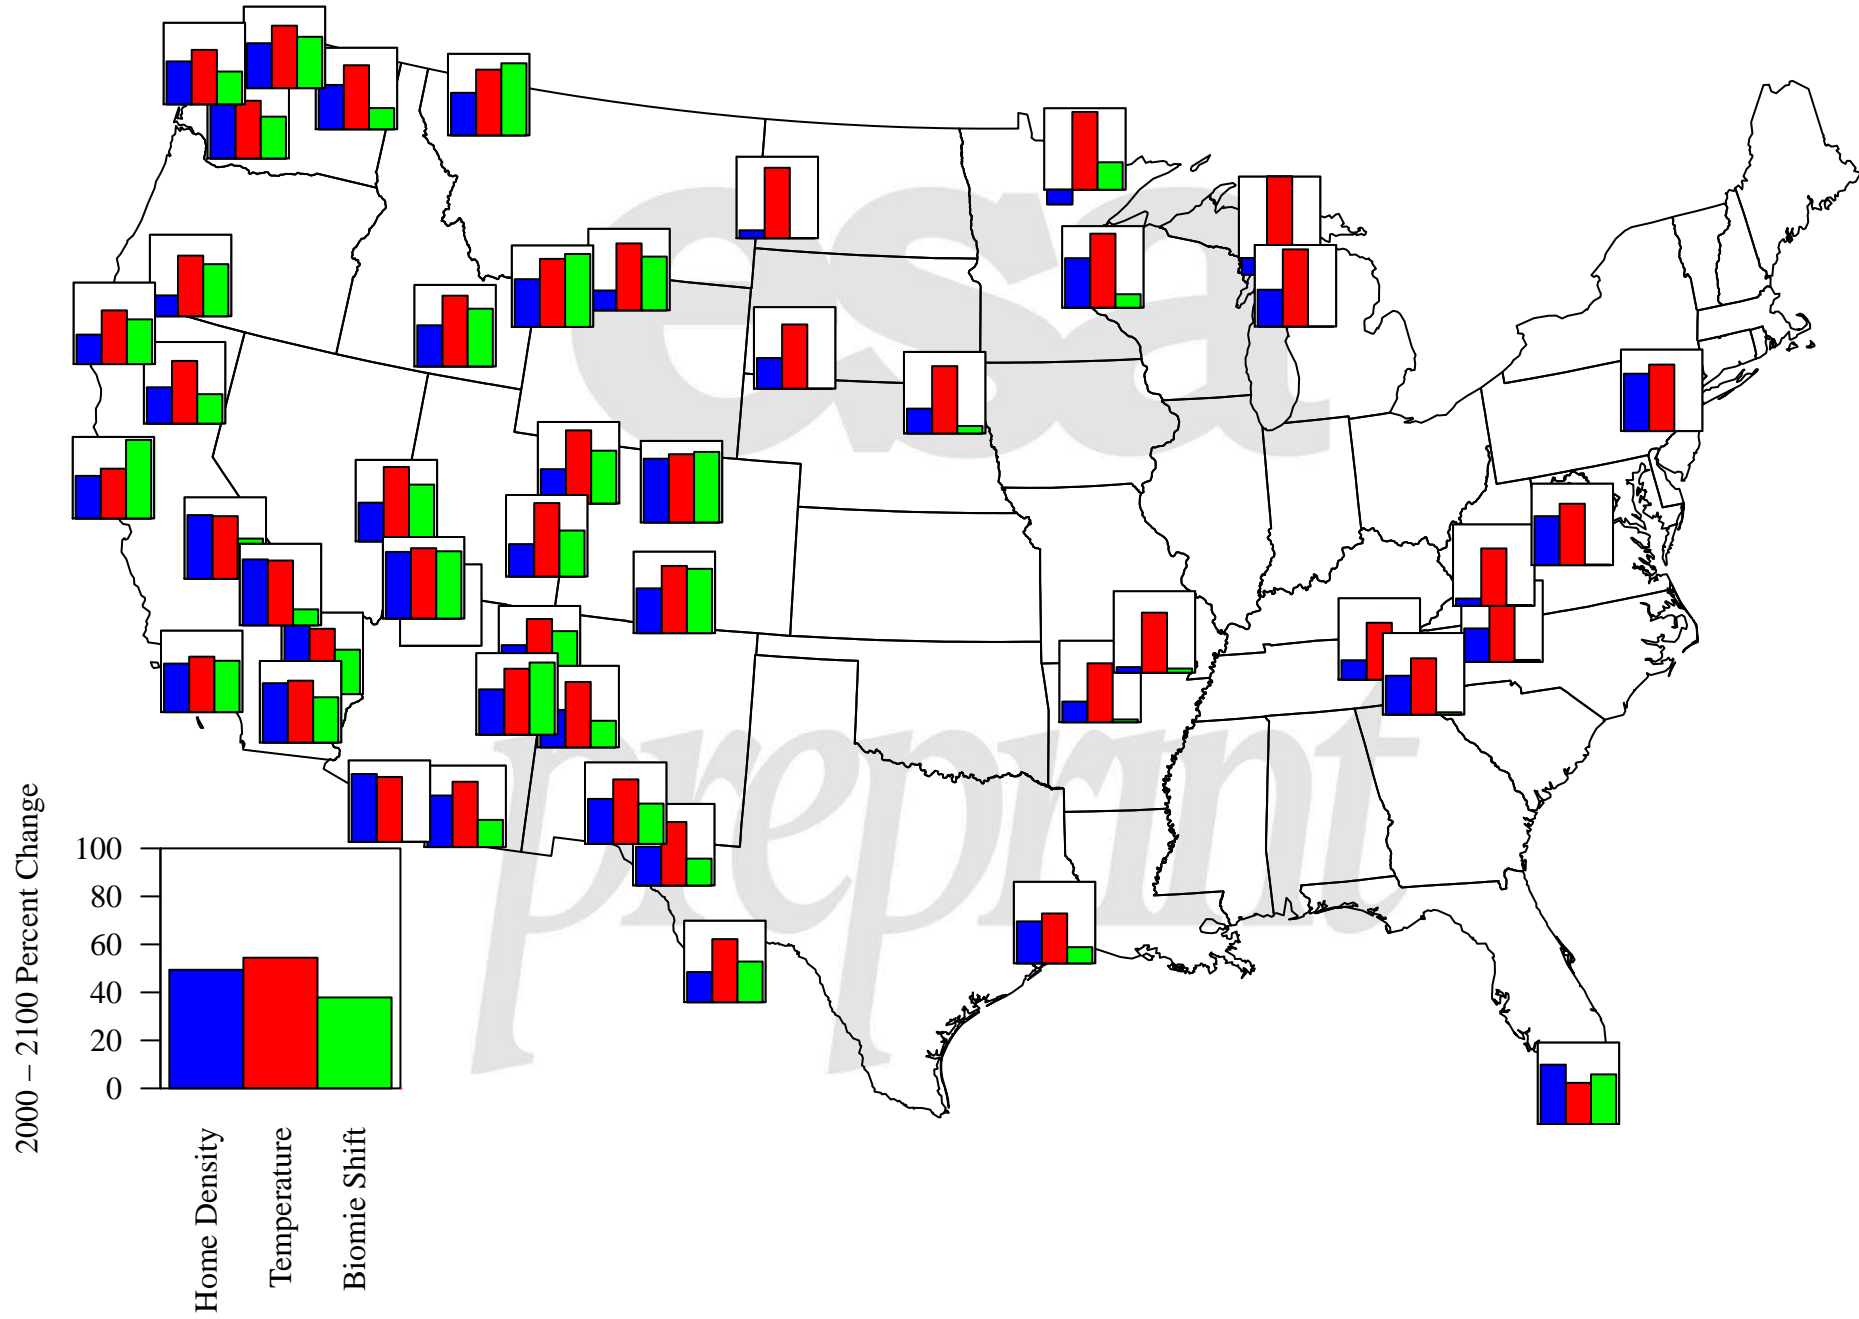 esa
preprint
2000 – 2100 Percent Change
100
80
60
40
20
0
Home Density
Temperature
Biomie Shift